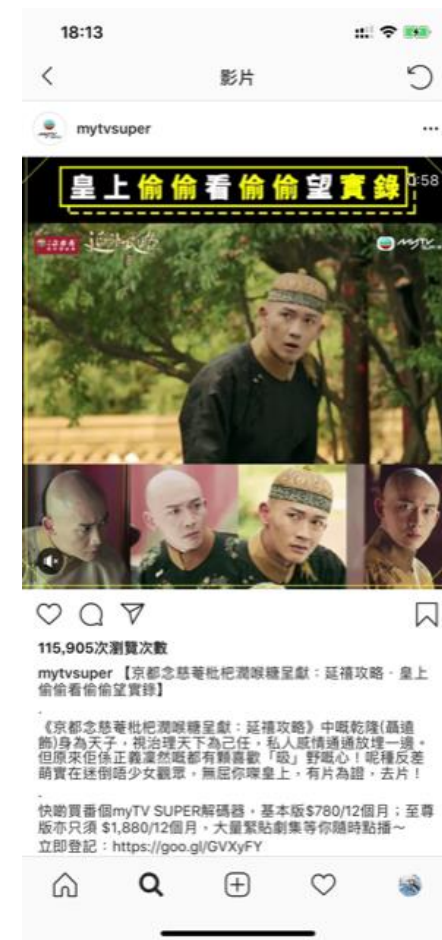 18:13
影片
mytvsuper
皇上偷偷看偷偷望實錄
0:58
延禧攻略
myTV SUPER
115,905次瀏覽次數
mytvsuper 【京都念慈菴枇杷潤喉糖呈獻：延禧攻略 - 皇上
偷偷看偷偷望實錄】
.
《京都念慈菴枇杷潤喉糖呈獻：延禧攻略》中嘅乾隆(聶遠
飾)身為天子，視治理天下為己任，私人感情通通放埋一邊。
但原來佢係正義凜然嘅都有顆喜歡「昅」野嘅心！呢種反差
萌實在迷倒唔少女觀眾，無屈你㗎皇上，有片為證，去片！
.
快啲買番個myTV SUPER解碼器，基本版$780/12個月；至尊
版亦只須 $1,880/12個月，大量緊貼劇集等你隨時點播～
立即登記：https://goo.gl/GVXyFY